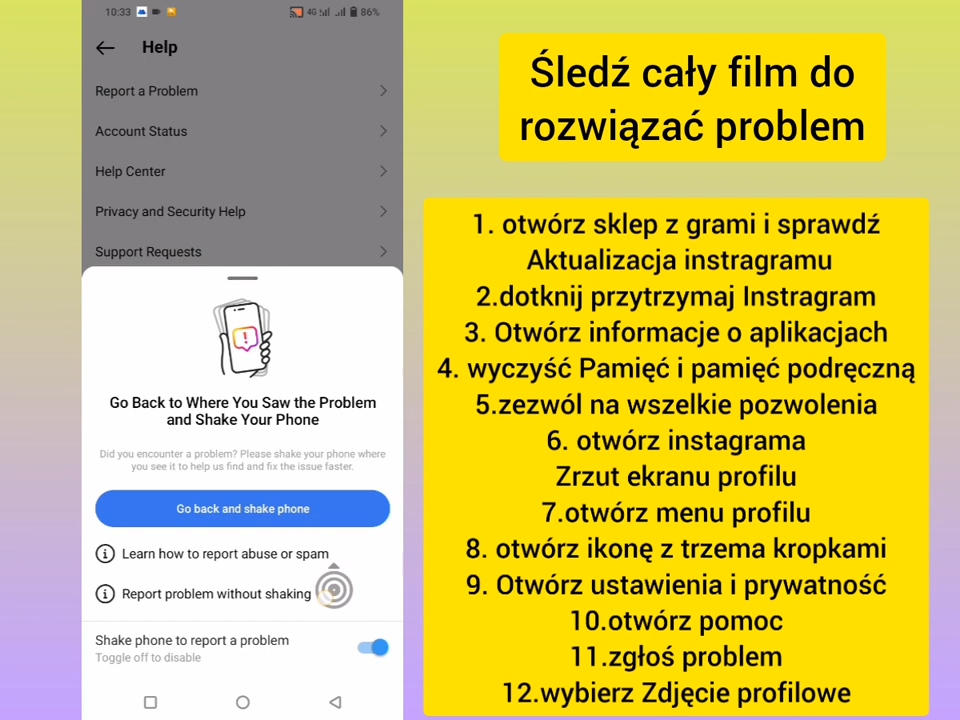 10:33
4G
86%
Help
Report a Problem
Account Status
Help Center
Privacy and Security Help
Support Requests
Go Back to Where You Saw the Problem
and Shake Your Phone
Did you encounter a problem? Please shake your phone where
you see it to help us find and fix the issue faster.
Go back and shake phone
Learn how to report abuse or spam
Report problem without shaking
Shake phone to report a problem
Toggle off to disable
Śledź cały film do
rozwiązać problem
1. otwórz sklep z grami i sprawdź
Aktualizacja instragramu
2.dotknij przytrzymaj Instragram
3. Otwórz informacje o aplikacjach
4. wyczyść Pamięć i pamięć podręczną
5.zezwól na wszelkie pozwolenia
6. otwórz instagrama
Zrzut ekranu profilu
7.otwórz menu profilu
8. otwórz ikonę z trzema kropkami
9. Otwórz ustawienia i prywatność
10.otwórz pomoc
11.zgłoś problem
12.wybierz Zdjęcie profilowe